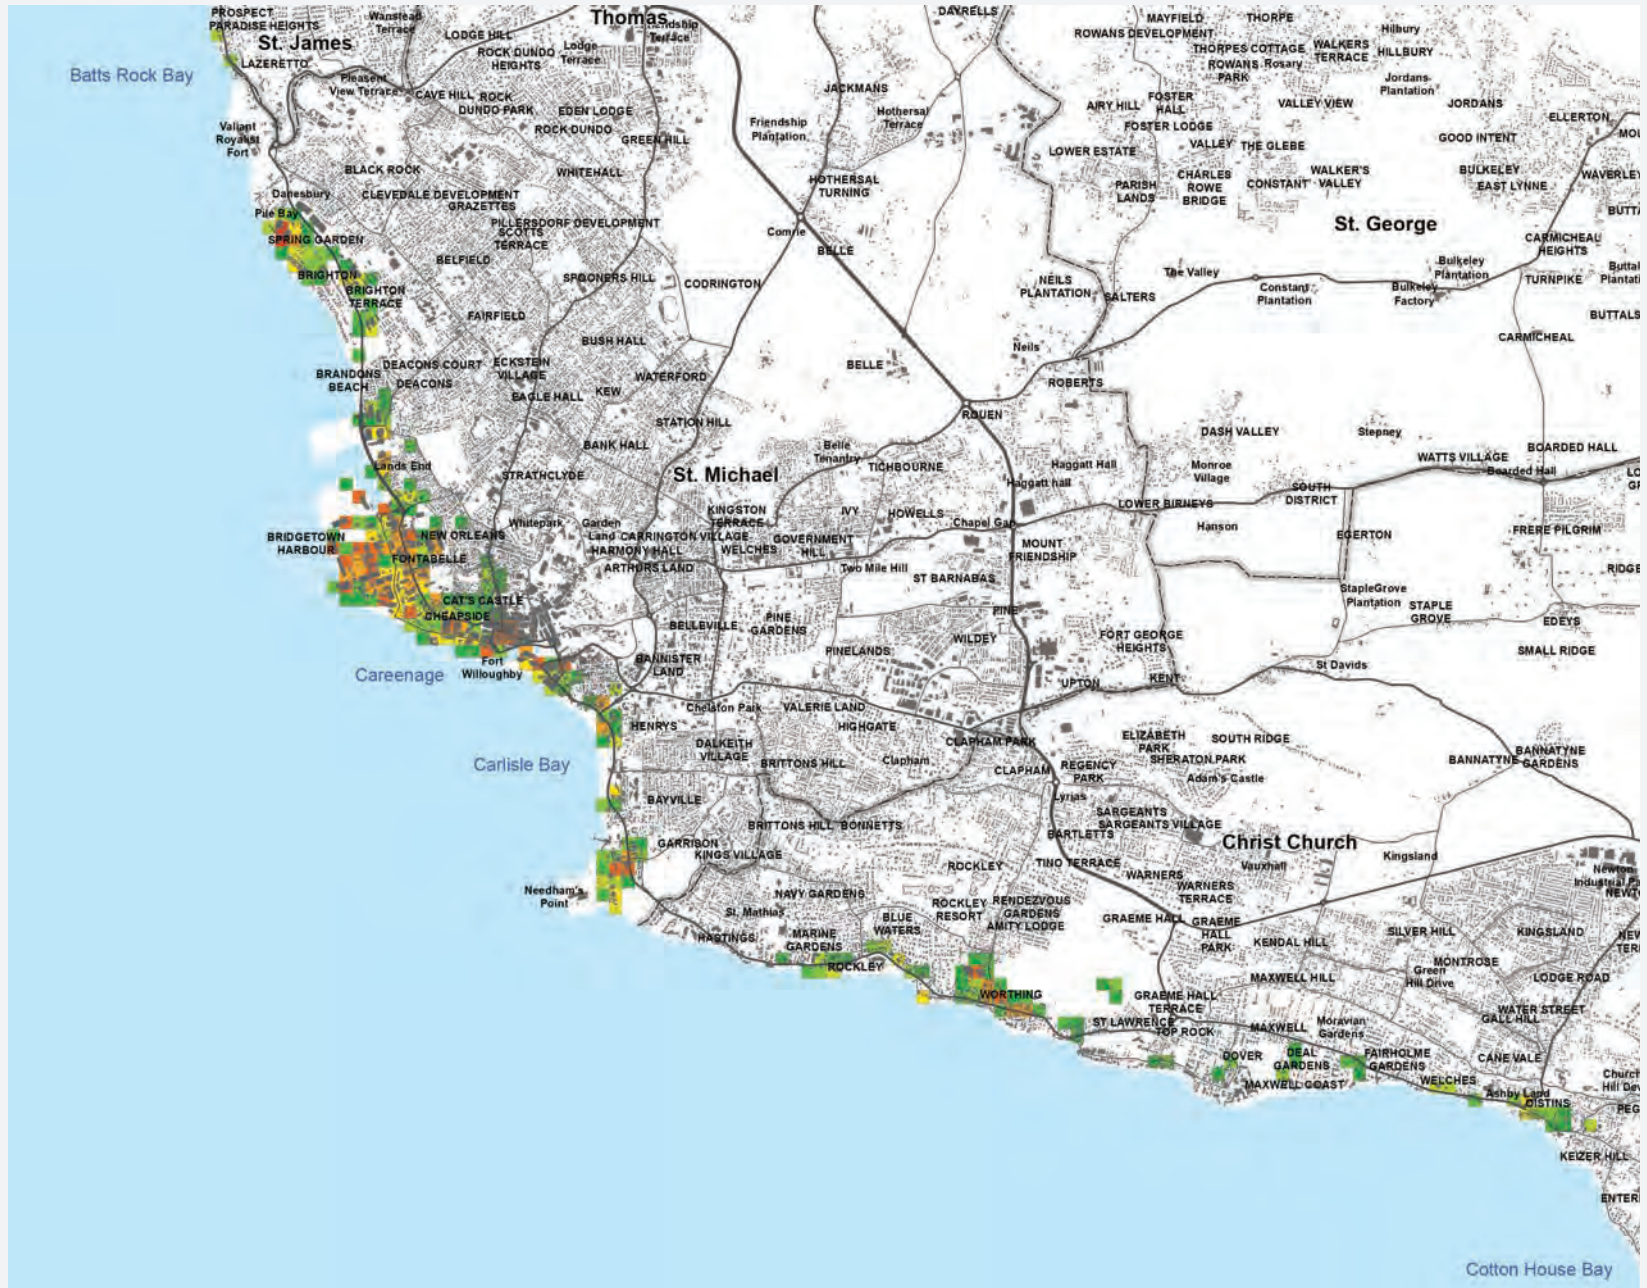 PROSPECT
PARADISE HEIGHTS
St. James
LAZERETTO
Batts Rock Bay
Wanstead
Terrace
LODGE HILL
Thomas
Friendship
Terrace
DAYRELLS
ROCK DUNDO
HEIGHTS
Lodge
Terrace
Pleasent
View Terrace
CAVE HILL
ROCK
DUNDO PARK
EDEN LODGE
ROCK DUNDO
GREEN HILL
Valiant
Royalist
Fort
BLACK ROCK
WHITEHALL
Danesbury
CLEVEDALE DEVELOPMENT
GRAZETTES
Pile Bay
SPRING GARDEN
PILLERSDORF DEVELOPMENT
SCOTTS
TERRACE
BELFIELD
BRIGHTON
BRIGHTON
TERRACE
SPOONERS HILL
CODRINGTON
FAIRFIELD
BUSH HALL
JACKMANS
Friendship
Plantation
Hothersal
Terrace
HOTHERSAL
TURNING
Comrie
BELLE
MAYFIELD
ROWANS DEVELOPMENT
THORPE
THORPES COTTAGE
ROWANS
PARK
Rosary
WALKERS
TERRACE
Hilbury
HILLBURY
Jordans
Plantation
AIRY HILL
FOSTER
HALL
FOSTER LODGE
VALLEY VIEW
JORDANS
ELLERTON
GOOD INTENT
LOWER ESTATE
VALLEY
THE GLEBE
CHARLES
ROWE
BRIDGE
CONSTANT
WALKER'S
VALLEY
BULKELEY
EAST LYNNE
WAVERLEY
PARISH
LANDS
St. George
CARMICHEAL
HEIGHTS
NEILS
PLANTATION
SALTERS
The Valley
Constant
Plantation
Bulkeley
Plantation
Bulkeley
Factory
TURNPIKE
BUTTALS
CARMICHEAL
DEACONS COURT
DEACONS
ECKSTEIN
VILLAGE
BRANDONS
BEACH
EAGLE HALL
KEW
WATERFORD
STATION HILL
BELLE
Neils
ROBERTS
ROUEN
BANK HALL
Lands End
STRATHCLYDE
St. Michael
Belle
Tenantry
TICHBOURNE
Haggatt Hall
Haggatt hall
DASH VALLEY
Stepney
Monroe
Village
WATTS VILLAGE
BOARDED HALL
Boarded Hall
SOUTH
DISTRICT
LOWER BIRNEYS
BRIDGETOWN
HARBOUR
NEW ORLEANS
FONTABELLE
Whitepark
Garden
Land
CARRINGTON VILLAGE
HARMONY HALL
ARTHURS LAND
KINGSTON
TERRACE
WELCHES
IVY
HOWELLS
GOVERNMENT
HILL
Chapel Gap
MOUNT
FRIENDSHIP
Two Mile Hill
ST BARNABAS
Hanson
EGERTON
FRERE PILGRIM
StapleGrove
Plantation
STAPLE
GROVE
EDEYS
SMALL RIDGE
CAT'S CASTLE
CHEAPSIDE
BELLEVILLE
PINE
GARDENS
PINE
WILDEY
PINELANDS
FORT GEORGE
HEIGHTS
St Davids
Fort
Willoughby
Careenage
BANNISTER
LAND
UPTON
KENT
Chelston Park
VALERIE LAND
HIGHGATE
HENRYS
DALKEITH
VILLAGE
CLAPHAM PARK
ELIZABETH
PARK
SOUTH RIDGE
SHERATON PARK
BANNATYNE
BANNATYNE
GARDENS
Carlisle Bay
BRITTONS HILL
Clapham
CLAPHAM
REGENCY
PARK
Adam's Castle
Lyrias
BAYVILLE
BRITTONS HILL
BONNETTS
SARGEANTS
SARGEANTS VILLAGE
BARTLETTS
Christ Church
GARRISON
KINGS VILLAGE
ROCKLEY
TINO TERRACE
WARNERS
Vauxhall
Kingsland
Newton
WARNERS
TERRACE
Needham's
Point
NAVY GARDENS
St. Mathias
ROCKLEY
RESORT
RENDEZVOUS
GARDENS
AMITY LODGE
BLUE
WATERS
GRAEME HALL
GRAEME
HALL
PARK
HASTINGS
MARINE
GARDENS
ROCKLEY
KENDAL HILL
SILVER HILL
KINGSLAND
MONTROSE
Green
Hill Drive
MAXWELL HILL
LODGE ROAD
WORTHING
GRAEME HALL
TERRACE
WATER STREET
GALL HILL
ST LAWRENCE
TOP ROCK
MAXWELL
Moravian
Gardens
DOVER
DEAL
GARDENS
FAIRHOLME
GARDENS
CANE VALE
MAXWELL COAST
WELCHES
Ashby Land
OISTINS
KEIZER HILL
Cotton House Bay